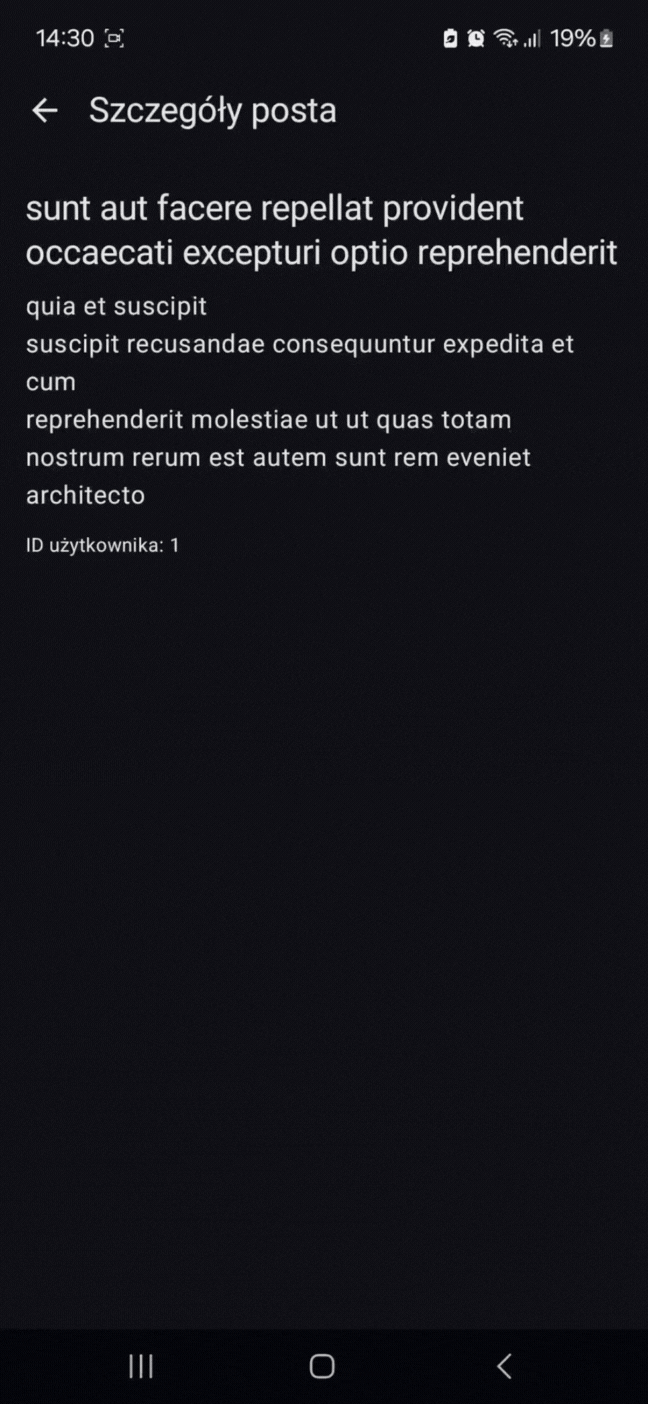 14:30 19%
Szczegóły posta
sunt aut facere repellat provident
occaecati excepturi optio reprehenderit
quia et suscipit
suscipit recusandae consequuntur expedita et
cum
reprehenderit molestiae ut ut quas totam
nostrum rerum est autem sunt rem eveniet
architecto
ID użytkownika: 1